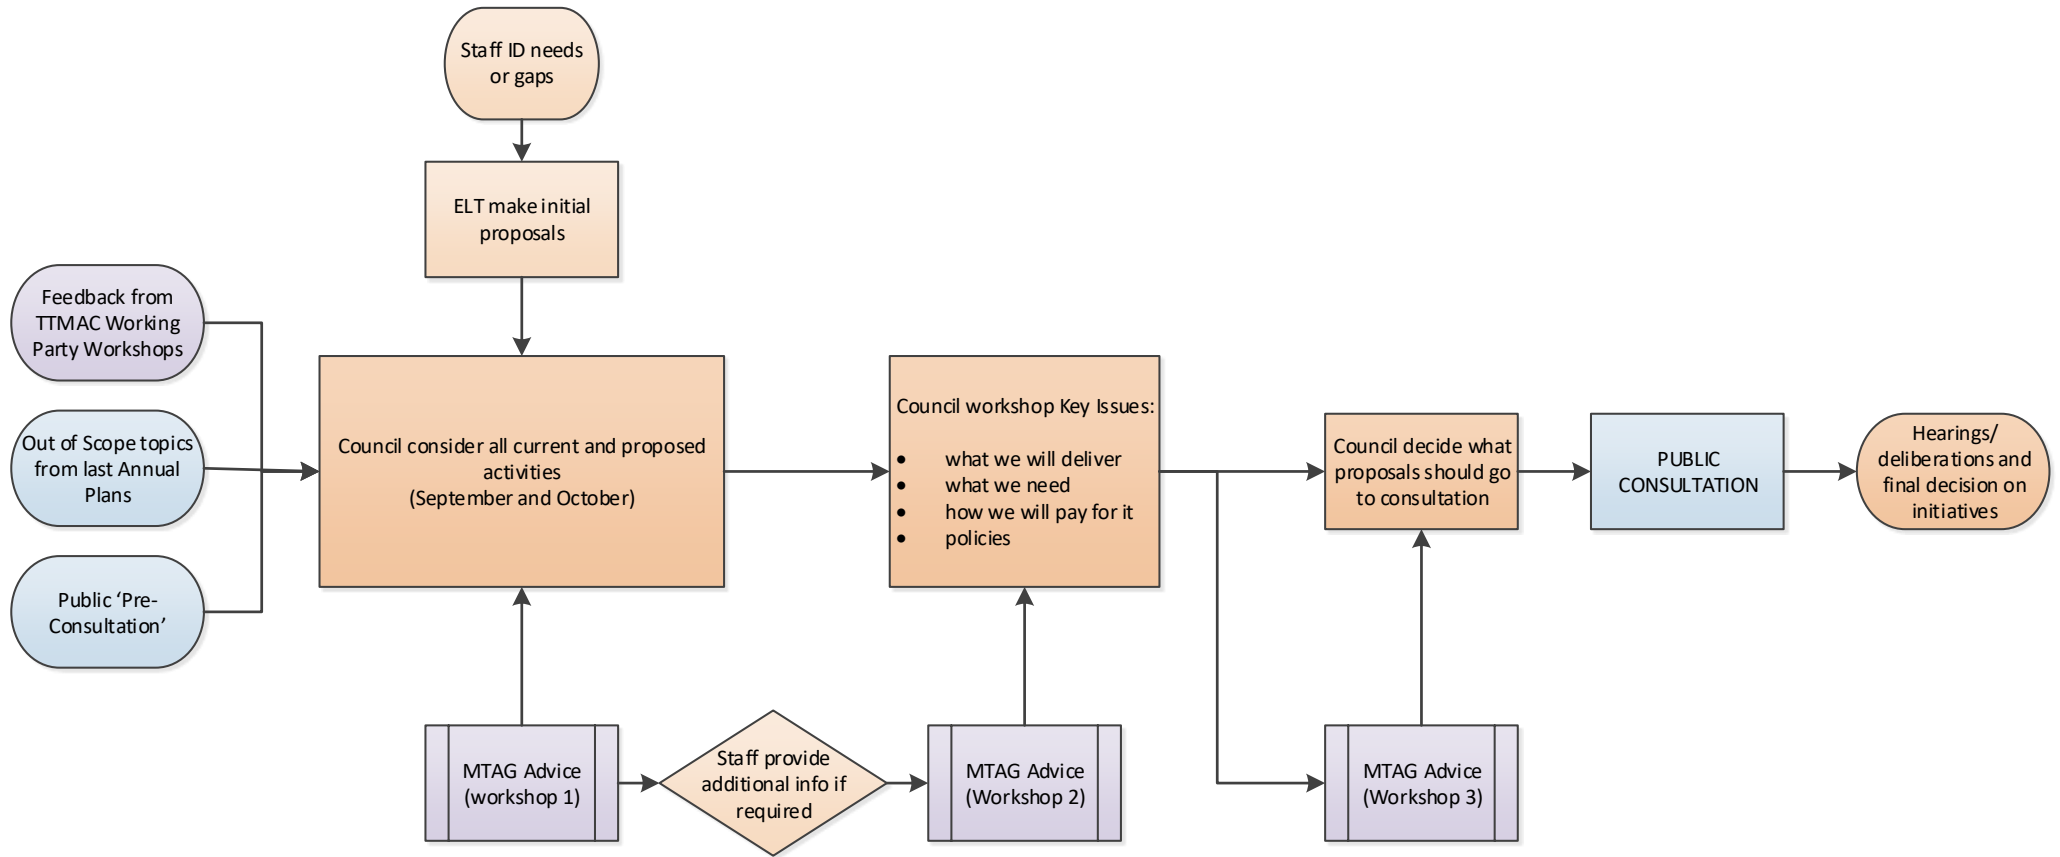 Staff ID needs
or gaps
ELT make initial
proposals
Feedback from
TTMAC Working
Party Workshops
Out of Scope topics
from last Annual
Plans
Public ‘Pre-
Consultation’
Council consider all current and proposed
activities
(September and October)
Council workshop Key Issues:
• what we will deliver
• what we need
• how we will pay for it
• policies
Council decide what
proposals should go
to consultation
PUBLIC
CONSULTATION
Hearings/
deliberations and
final decision on
initiatives
MTAG Advice
(workshop 1)
Staff provide
additional info if
required
MTAG Advice
(Workshop 2)
MTAG Advice
(Workshop 3)